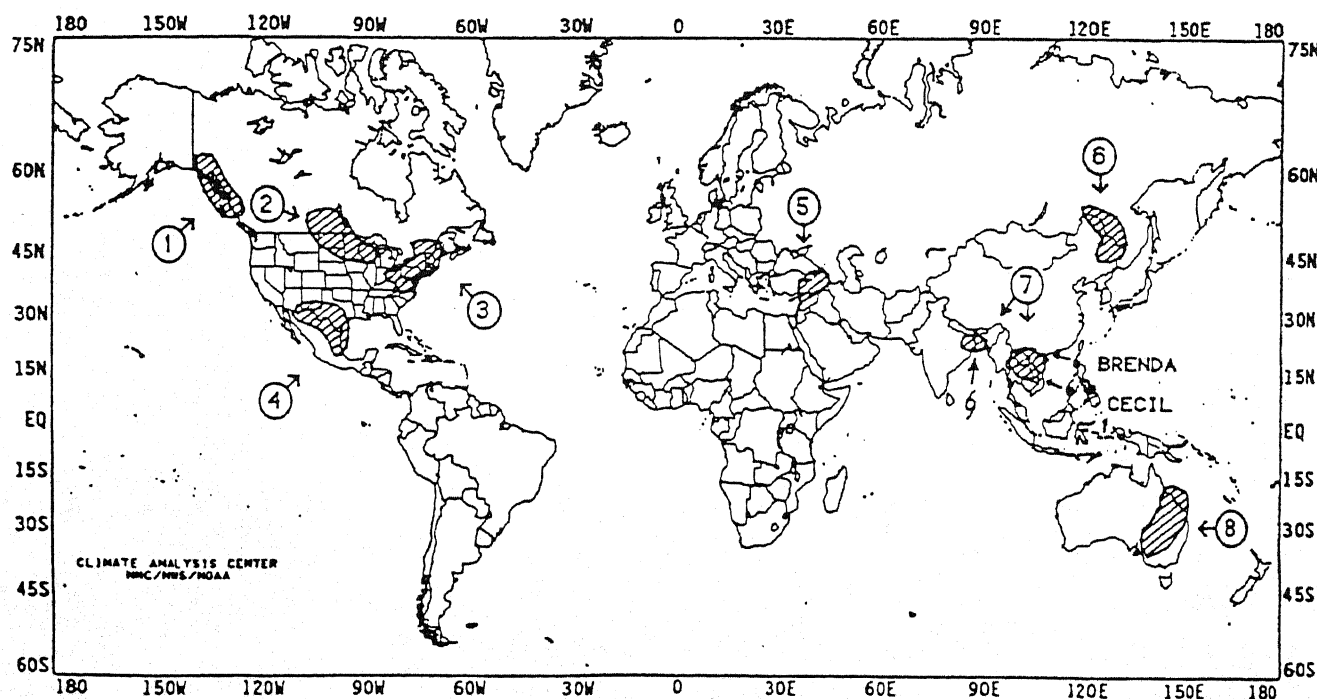 180 150W 120W 90W 60W 30W 0 30E 60E 90E 120E 150E 180
75N 75N
6
60N 60N
2 5
1
45N 45N
7
3
30N 30N
BRENDA
15N 15N
4 CECIL
EQ EQ
15S 15S
8
30S 30S
CLIMATE ANALYSIS CENTER
NMC/NWS/NOAA
45S 45S
60S 60S
180 150W 120W 90W 60W 30W 0 30E 60E 90E 120E 150E 180